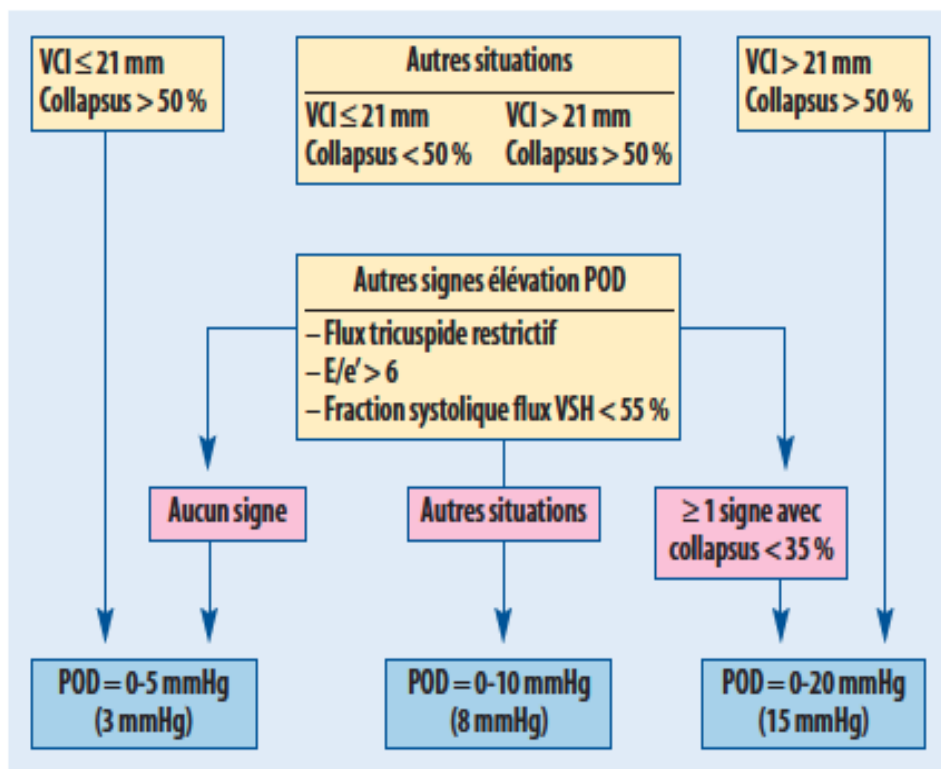 VCI ≤ 21 mm
Collapsus > 50 %
Autres situations
VCI ≤ 21 mm
Collapsus < 50 %
VCI > 21 mm
Collapsus > 50 %
VCI > 21 mm
Collapsus > 50 %
Autres signes élévation POD
– Flux tricuspide restrictif
– E/e’ > 6
– Fraction systolique flux VSH < 55 %
Aucun signe
Autres situations
≥ 1 signe avec
collapsus < 35 %
POD = 0-5 mmHg
(3 mmHg)
POD = 0-10 mmHg
(8 mmHg)
POD = 0-20 mmHg
(15 mmHg)